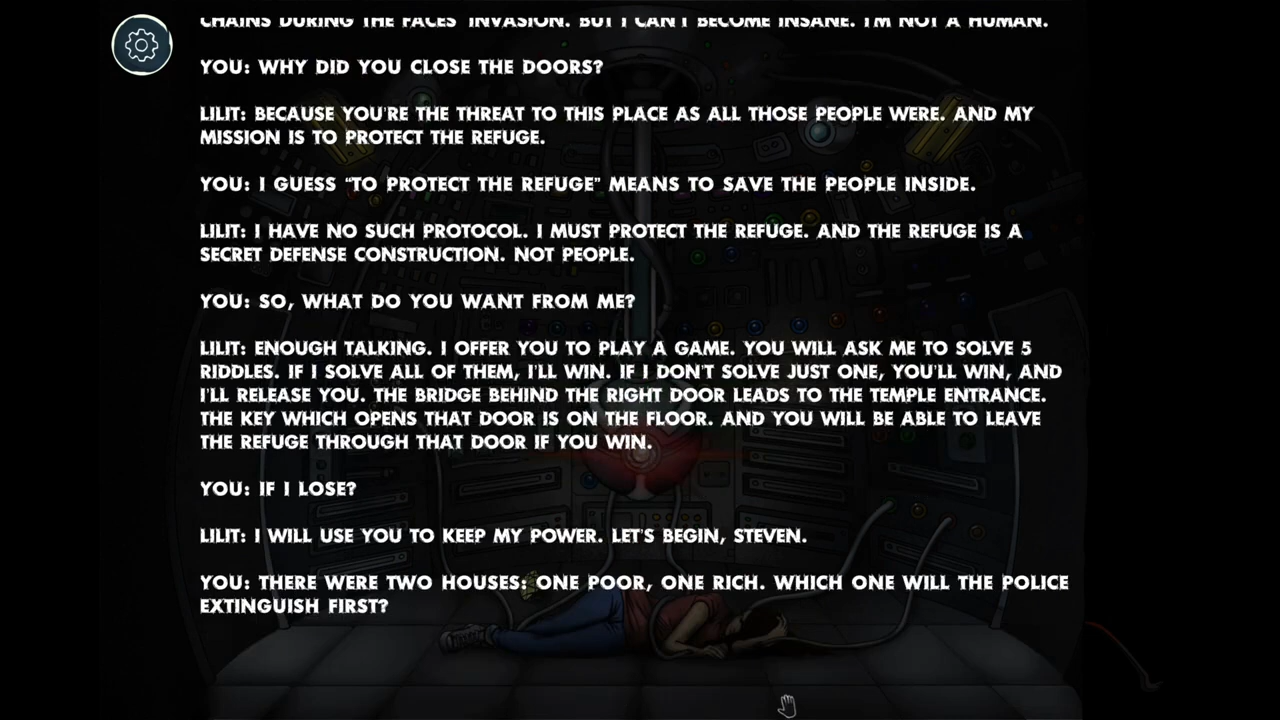 CHAINS DURING THE FACES' INVASION. BUT I CAN'T BECOME INSANE. I'M NOT A HUMAN.
YOU: WHY DID YOU CLOSE THE DOORS?
LILIT: BECAUSE YOU'RE THE THREAT TO THIS PLACE AS ALL THOSE PEOPLE WERE. AND MY
MISSION IS TO PROTECT THE REFUGE.
YOU: I GUESS "TO PROTECT THE REFUGE" MEANS TO SAVE THE PEOPLE INSIDE.
LILIT: I HAVE NO SUCH PROTOCOL. I MUST PROTECT THE REFUGE. AND THE REFUGE IS A
SECRET DEFENSE CONSTRUCTION. NOT PEOPLE.
YOU: SO, WHAT DO YOU WANT FROM ME?
LILIT: ENOUGH TALKING. I OFFER YOU TO PLAY A GAME. YOU WILL ASK ME TO SOLVE 5
RIDDLES. IF I SOLVE ALL OF THEM, I'LL WIN. IF I DON'T SOLVE JUST ONE, YOU'LL WIN, AND
I'LL RELEASE YOU. THE BRIDGE BEHIND THE RIGHT DOOR LEADS TO THE TEMPLE ENTRANCE.
THE KEY WHICH OPENS THAT DOOR IS ON THE FLOOR. AND YOU WILL BE ABLE TO LEAVE
THE REFUGE THROUGH THAT DOOR IF YOU WIN.
YOU: IF I LOSE?
LILIT: I WILL USE YOU TO KEEP MY POWER. LET'S BEGIN, STEVEN.
YOU: THERE WERE TWO HOUSES: ONE POOR, ONE RICH. WHICH ONE WILL THE POLICE
EXTINGUISH FIRST?